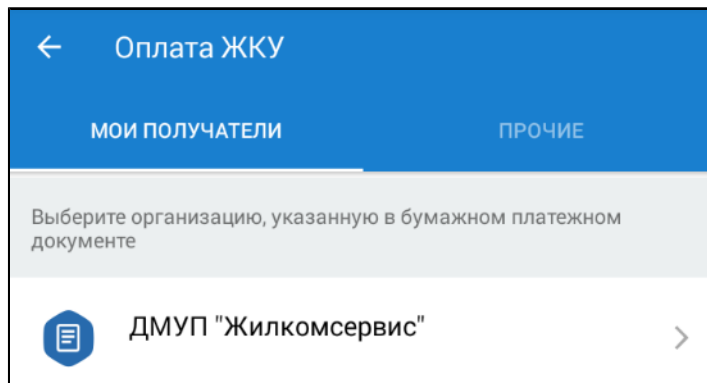 Оплата ЖКУ
МОИ ПОЛУЧАТЕЛИ
ПРОЧИЕ
Выберите организацию, указанную в бумажном платежном
документе
ДМУП "Жилкомсервис"